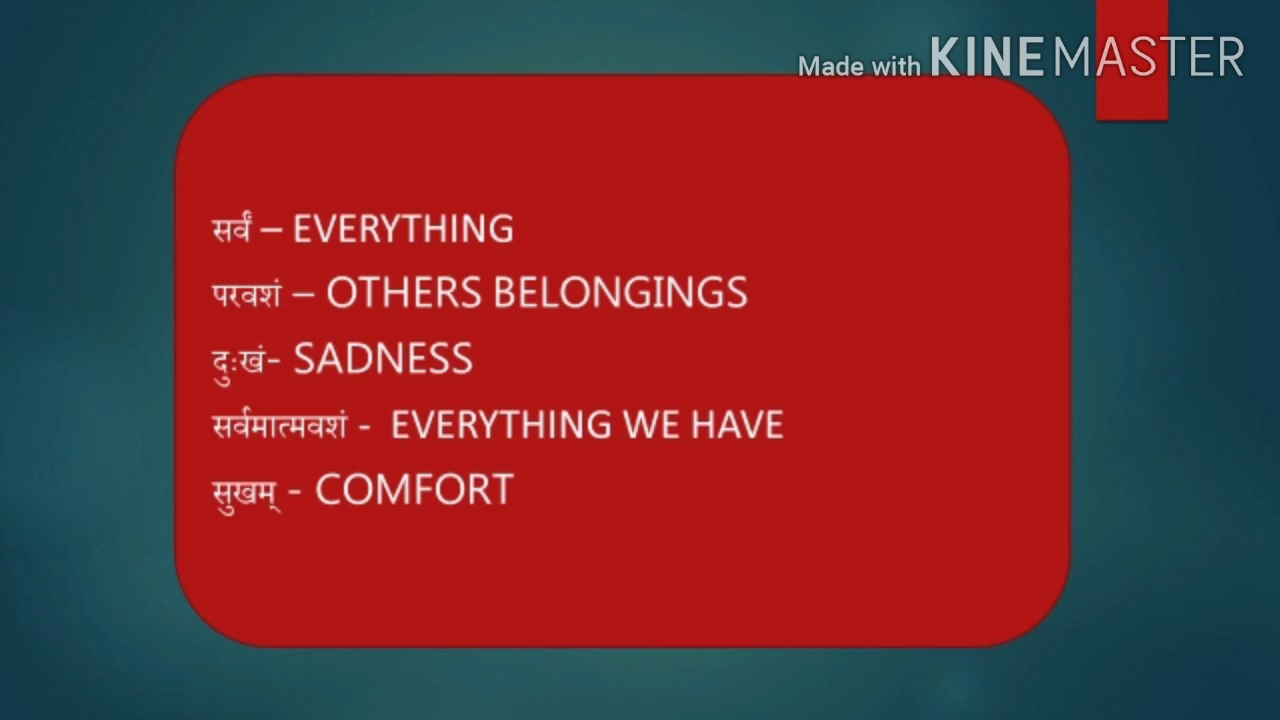 Made with KINEMASTER
सर्वं – EVERYTHING
परवशं – OTHERS BELONGINGS
दुःखं- SADNESS
सर्वमात्मवशं - EVERYTHING WE HAVE
सुखम् - COMFORT